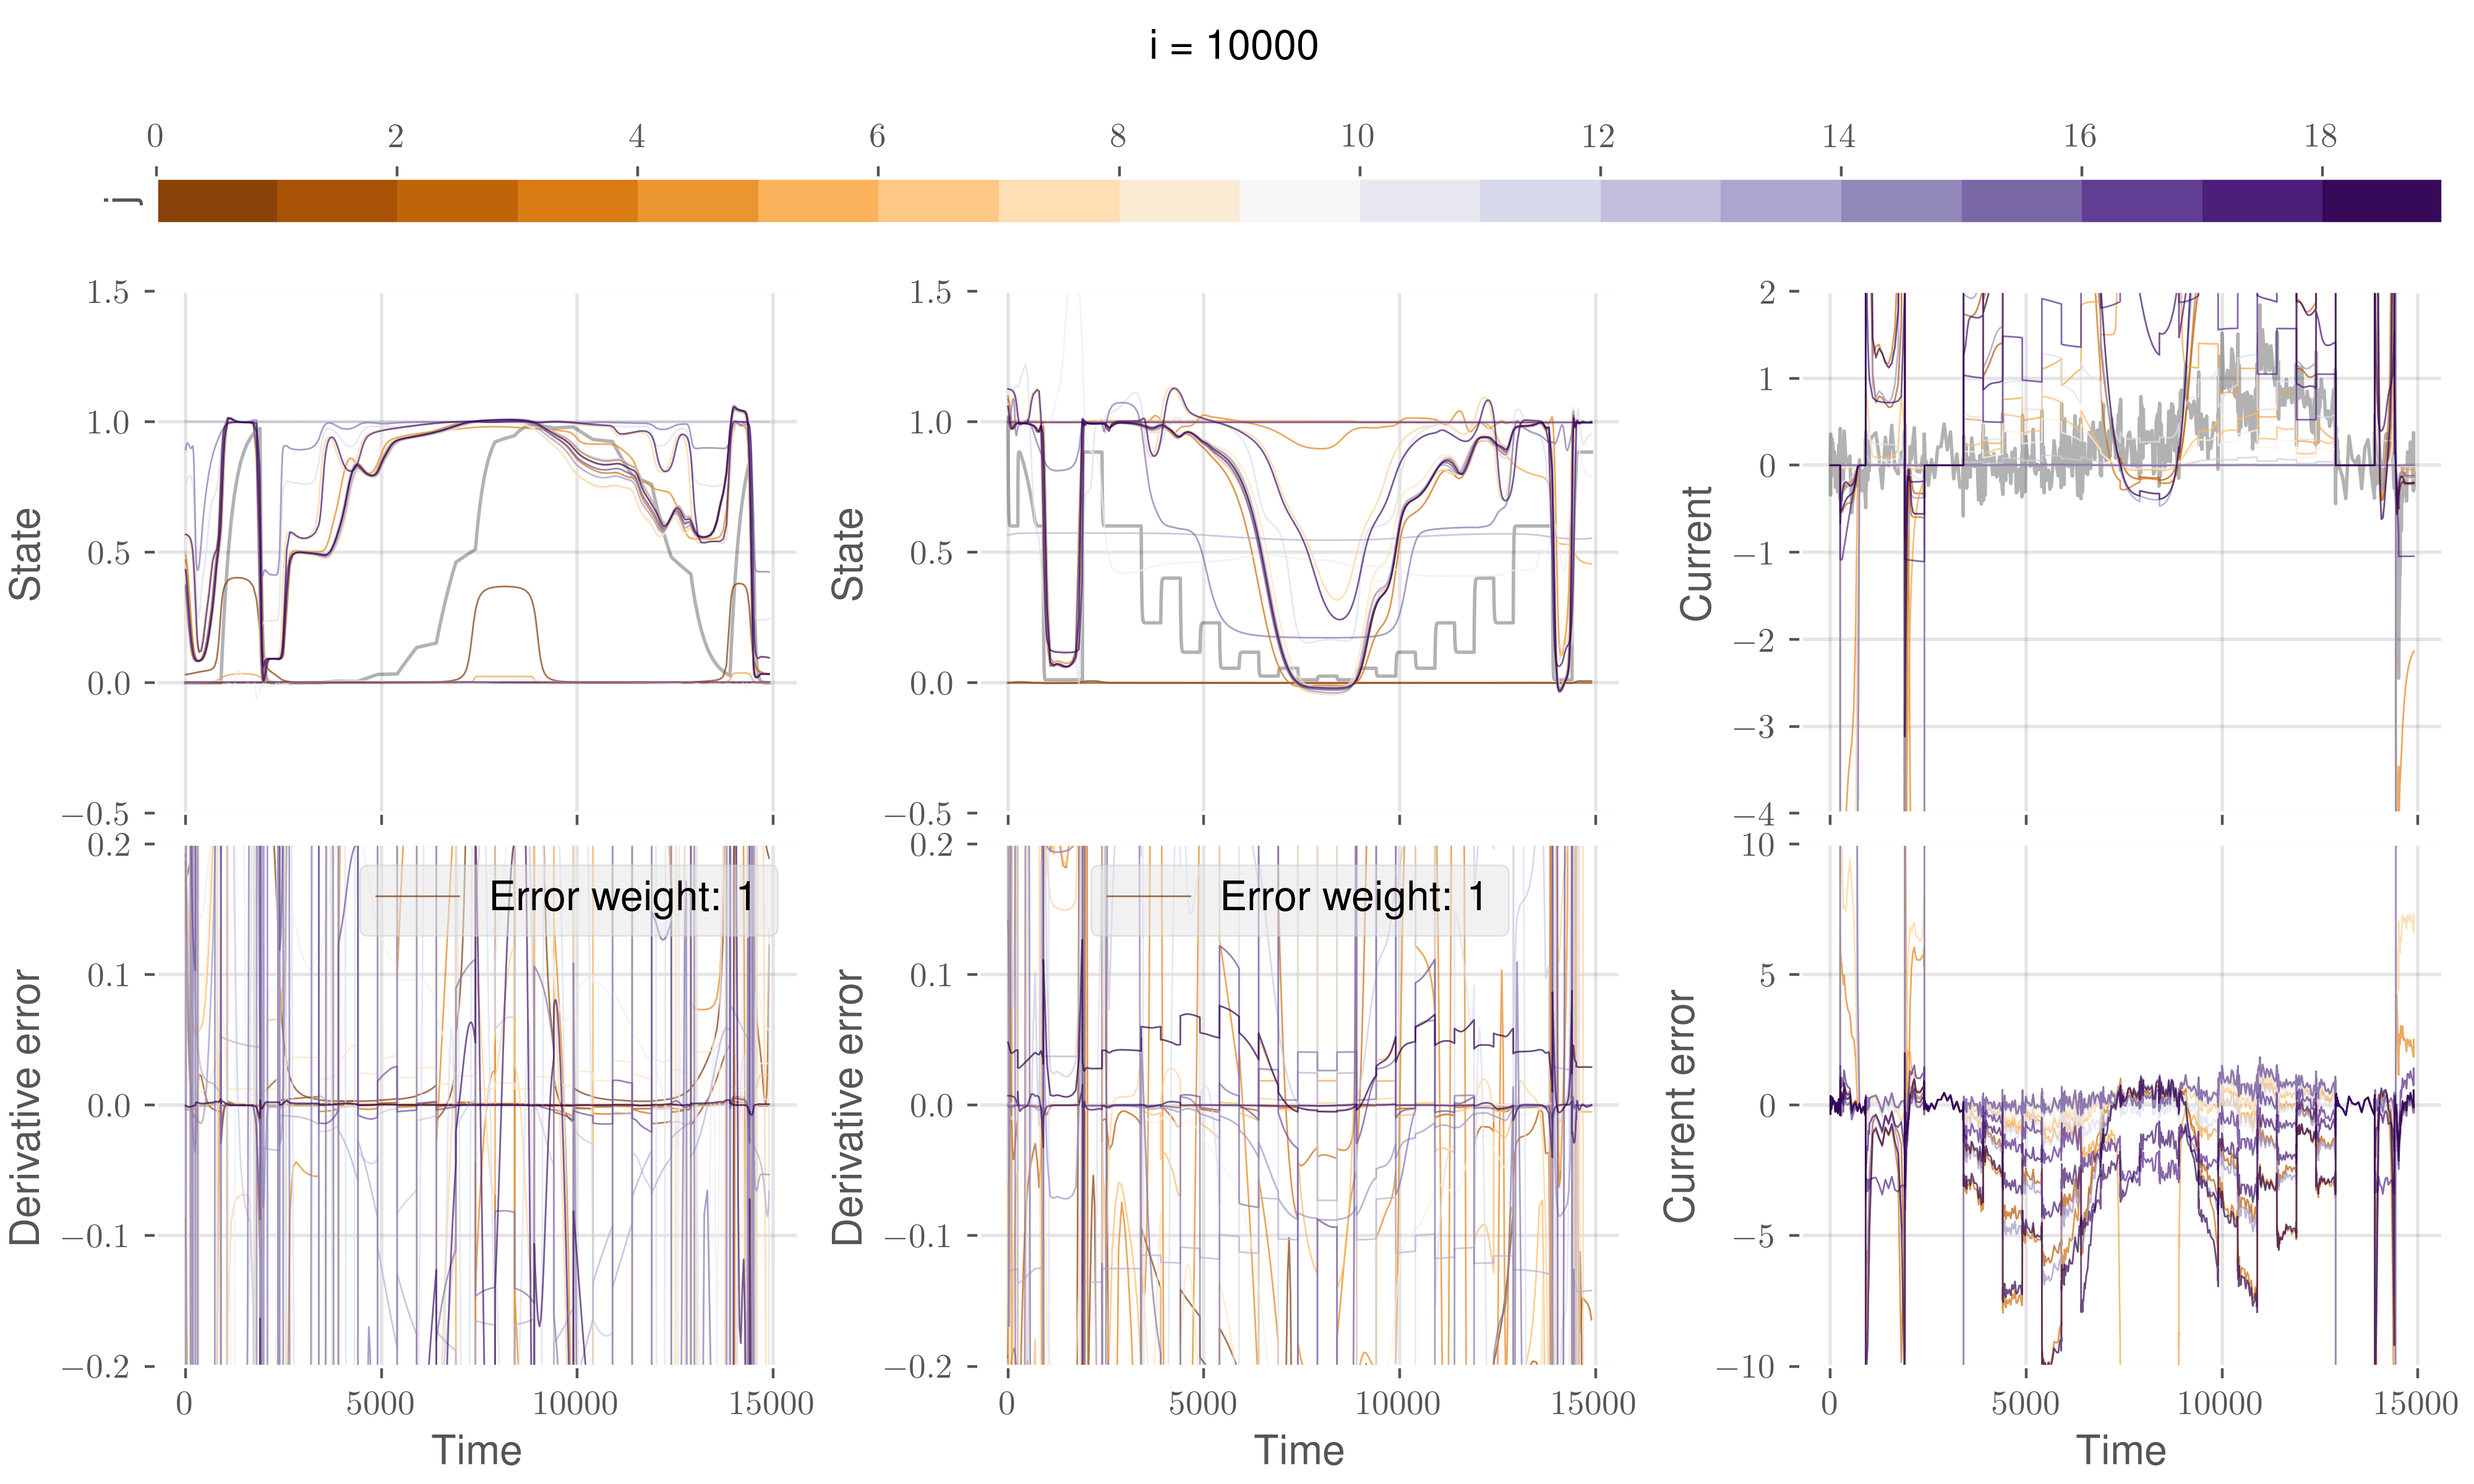 i = 10000
0 2 4 6 8 10 12 14 16 18
j
1.5 1.0 0.5 0.0 −0.5
State
1.5 1.0 0.5 0.0 −0.5
State
2 1 0 −1 −2 −3 −4
Current
0.2 0.1 0.0 −0.1 −0.2
Derivative error
Error weight: 1
0 5000 10000 15000
Time
0.2 0.1 0.0 −0.1 −0.2
Derivative error
Error weight: 1
0 5000 10000 15000
Time
10 5 0 −5 −10
Current error
0 5000 10000 15000
Time